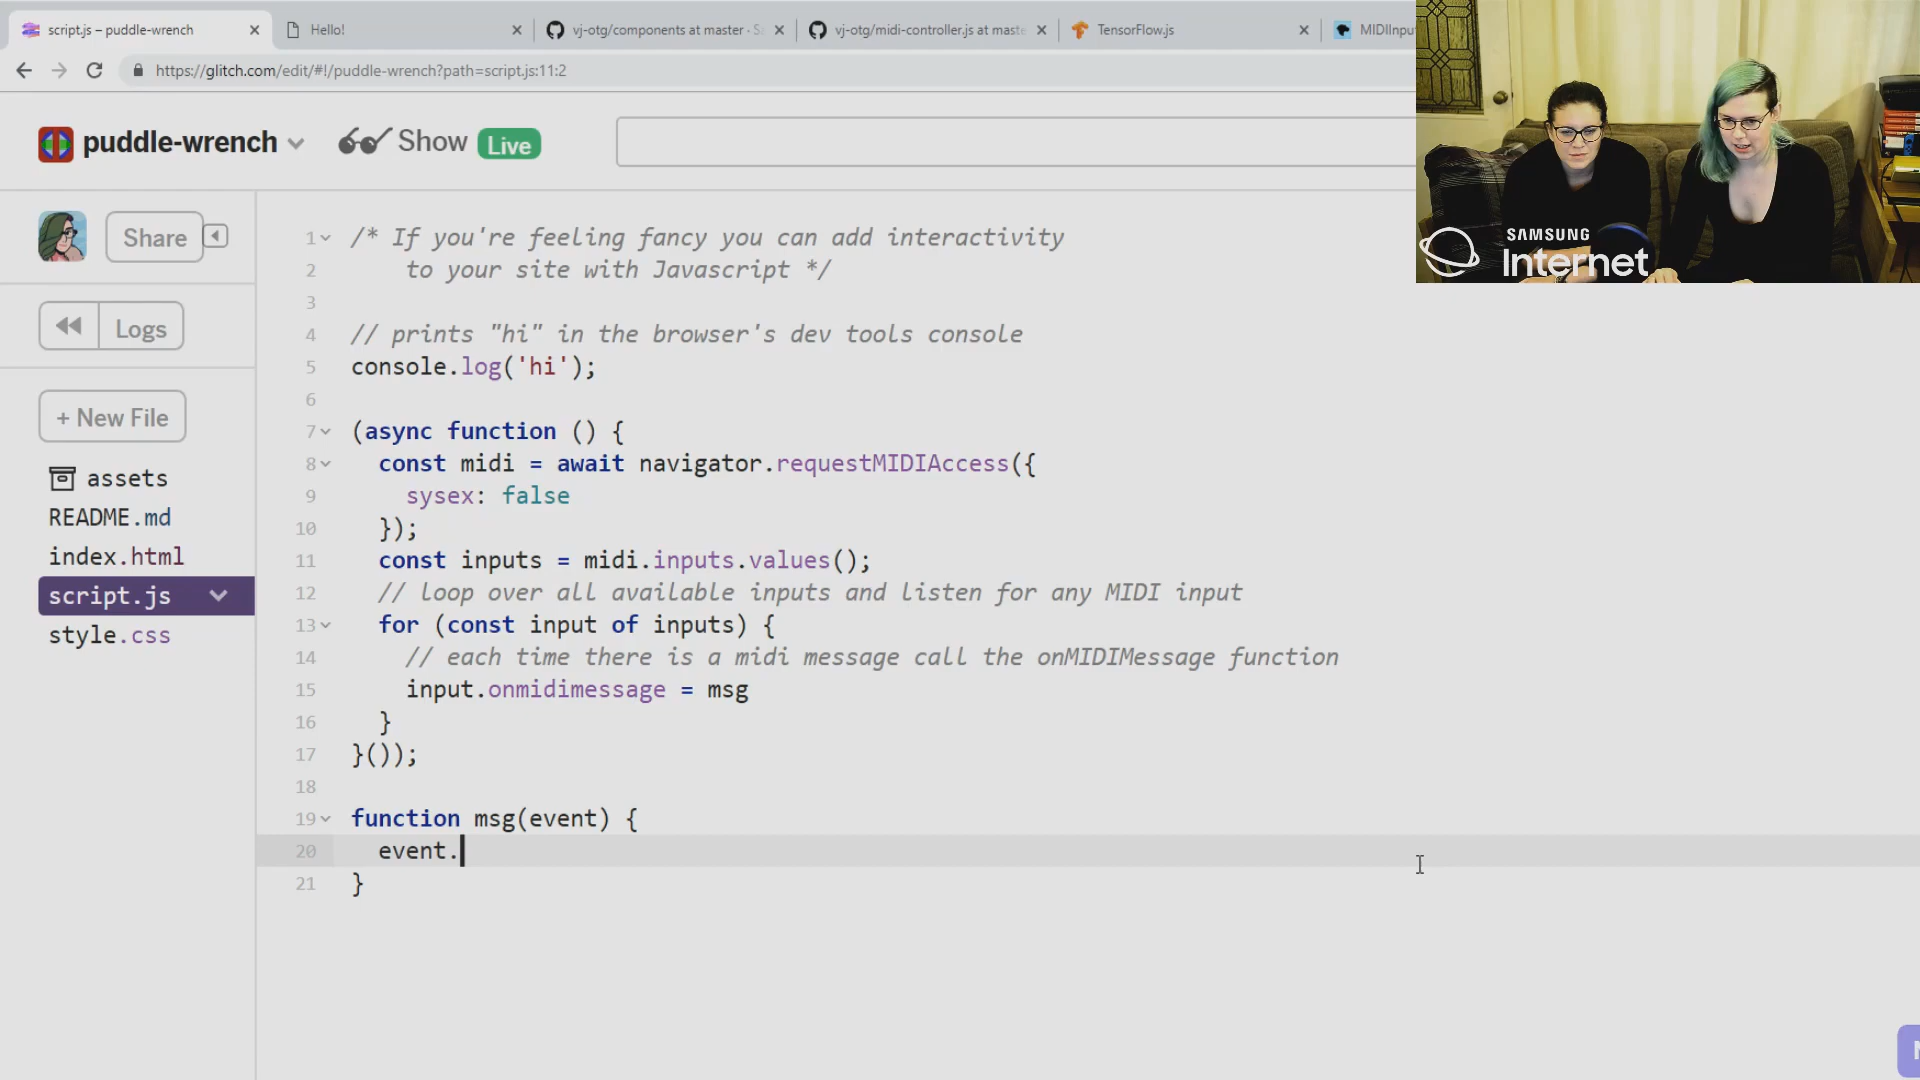 script.js – puddle-wrench
Hello!
vj-otg/components at master · S
vj-otg/midi-controller.js at maste
TensorFlow.js
MIDIInpu
https://glitch.com/edit/#!/puddle-wrench?path=script.js:11:2
puddle-wrench
Show
Live
Share
Logs
+ New File
assets
README.md
index.html
script.js
style.css
1 /* If you're feeling fancy you can add interactivity
2 to your site with Javascript */
3
4 // prints "hi" in the browser's dev tools console
5 console.log('hi');
6
7 (async function () {
8 const midi = await navigator.requestMIDIAccess({
9 sysex: false
10 });
11 const inputs = midi.inputs.values();
12 // loop over all available inputs and listen for any MIDI input
13 for (const input of inputs) {
14 // each time there is a midi message call the onMIDIMessage function
15 input.onmidimessage = msg
16 }
17 }());
18
19 function msg(event) {
20 event.
21 }
SAMSUNG
Internet